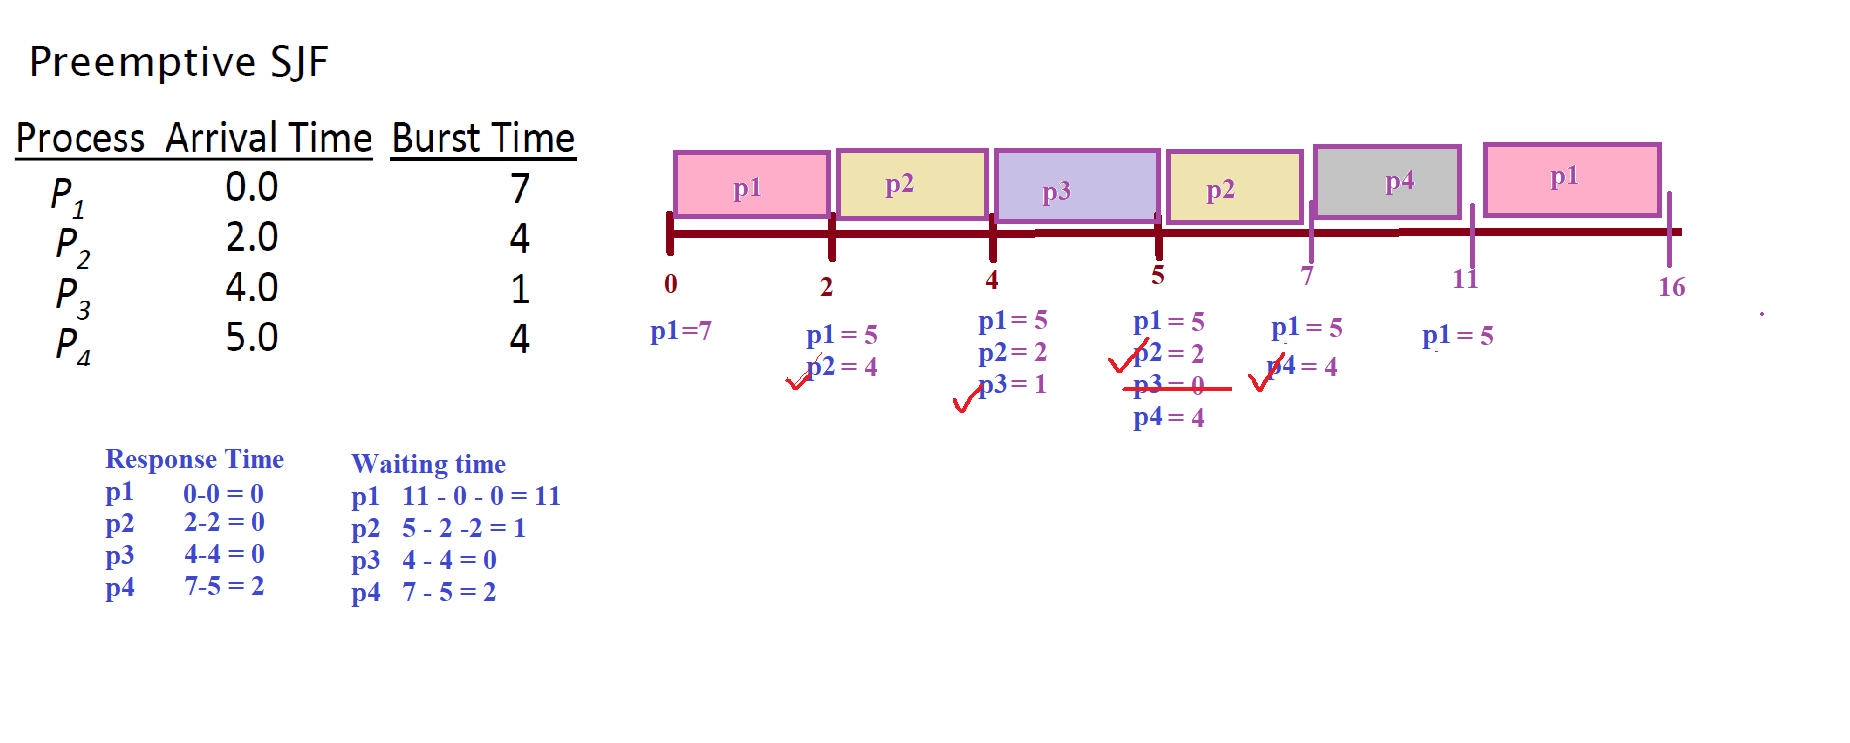 Preemptive SJF
Process Arrival Time Burst Time
P1 0.0 7
P2 2.0 4
P3 4.0 1
P4 5.0 4
p1 p2 p3 p2 p4 p1
0 2 4 5 7 11 16
p1=7
p1 = 5
p2 = 4
p1 = 5
p2 = 2
p3 = 1
p1 = 5
p2 = 2
p3 = 0
p4 = 4
p1 = 5
p4 = 4
p1 = 5
Response Time
p1 0-0 = 0
p2 2-2 = 0
p3 4-4 = 0
p4 7-5 = 2
Waiting time
p1 11 - 0 - 0 = 11
p2 5 - 2 -2 = 1
p3 4 - 4 = 0
p4 7 - 5 = 2